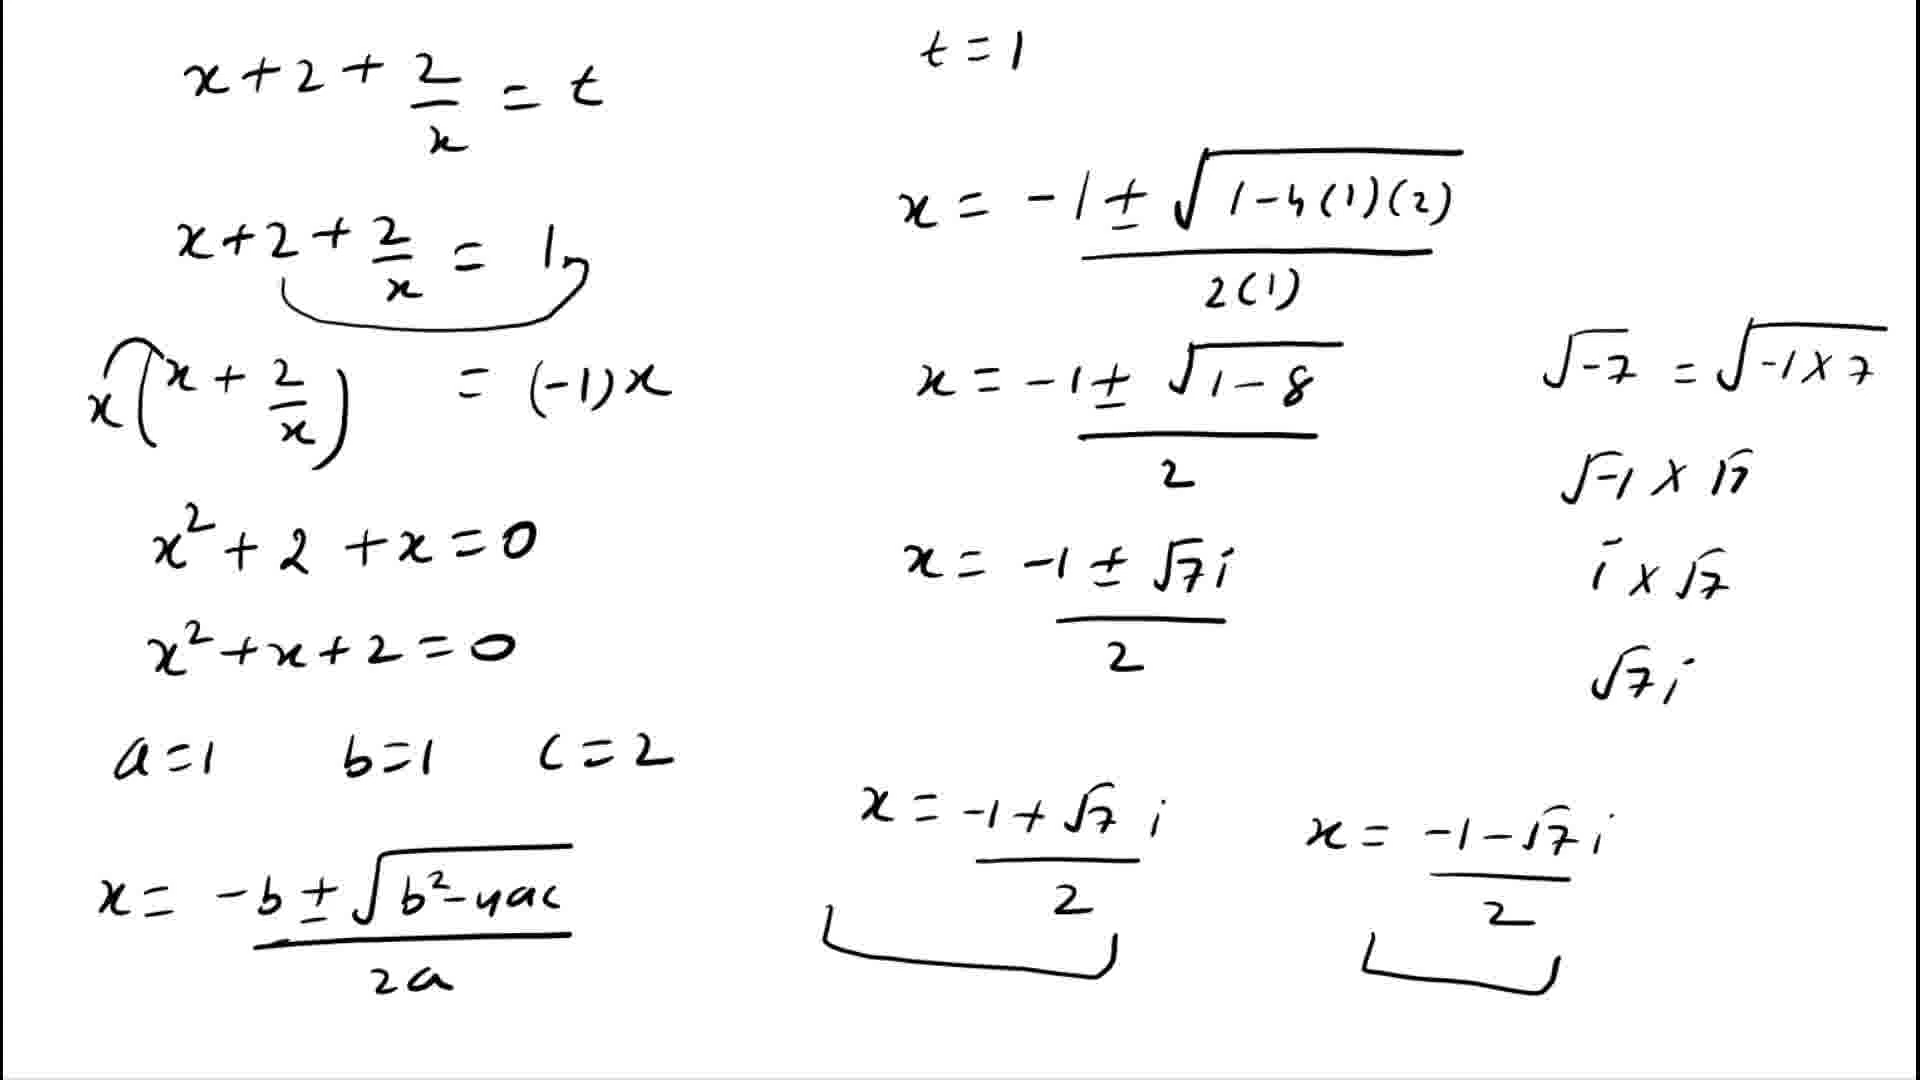 x + 2 + 2/x = t
x + 2 + 2/x = 1
x(x + 2/x) = (-1)x
x² + 2 + x = 0
x² + x + 2 = 0
a = 1 b = 1 c = 2
x = -b ± √(b² - 4ac) / 2a
t = 1
x = -1 ± √(1 - 4(1)(2)) / 2(1)
x = -1 ± √(1 - 8) / 2
x = -1 ± √7 i / 2
x = -1 + √7 i / 2
x = -1 - √7 i / 2
√-7 = √(-1 × 7)
√-1 × √7
i × √7
√7 i